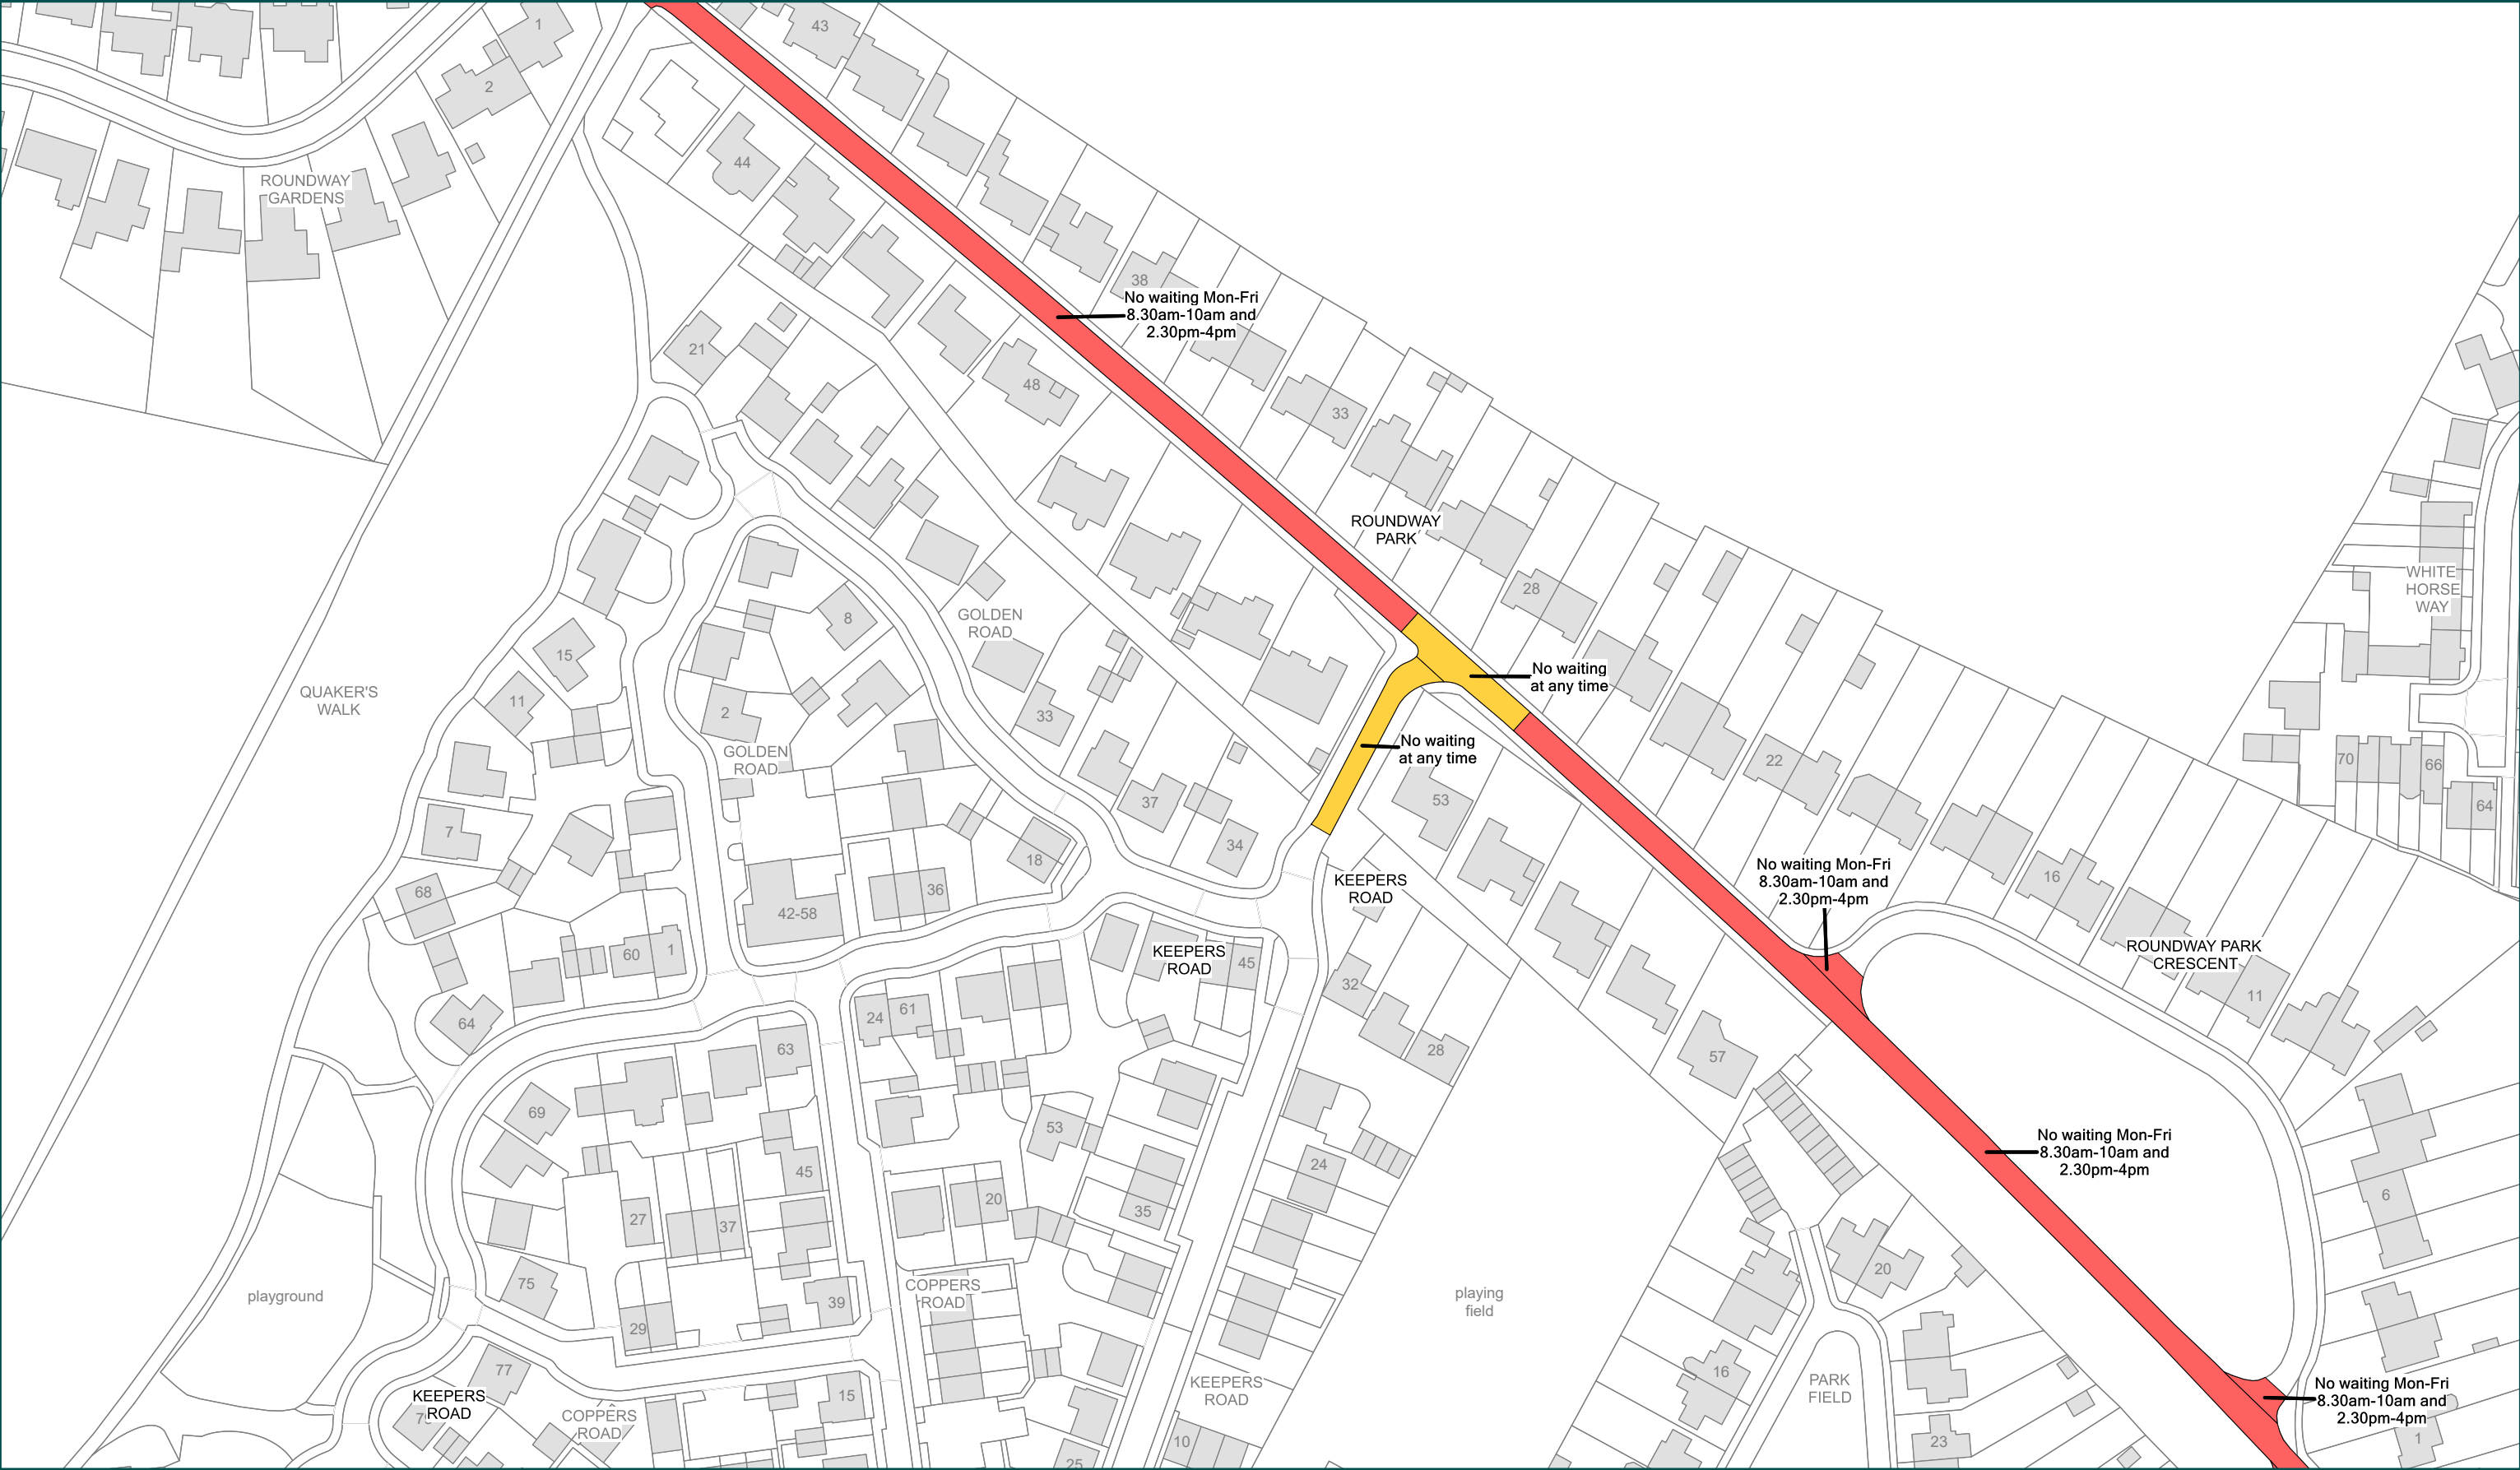 43
1
2
44
ROUNDWAY
GARDENS
38
No waiting Mon-Fri
8.30am-10am and
2.30pm-4pm
21
48
33
ROUNDWAY
PARK
28
WHITE
HORSE
WAY
GOLDEN
ROAD
8
15
11
QUAKER'S
WALK
2
33
GOLDEN
ROAD
No waiting
at any time
No waiting
at any time
22
70
66
64
53
37
34
7
18
68
36
42-58
KEEPERS
ROAD
No waiting Mon-Fri
8.30am-10am and
2.30pm-4pm
16
ROUNDWAY PARK
CRESCENT
11
60
1
KEEPERS
ROAD
45
32
64
24
61
63
28
57
69
53
45
24
No waiting Mon-Fri
8.30am-10am and
2.30pm-4pm
6
27
37
20
35
75
playground
39
29
COPPERS
ROAD
playing
field
20
77
KEEPERS
ROAD
COPPERS
ROAD
15
KEEPERS
ROAD
10
25
16
PARK
FIELD
23
No waiting Mon-Fri
8.30am-10am and
2.30pm-4pm
1